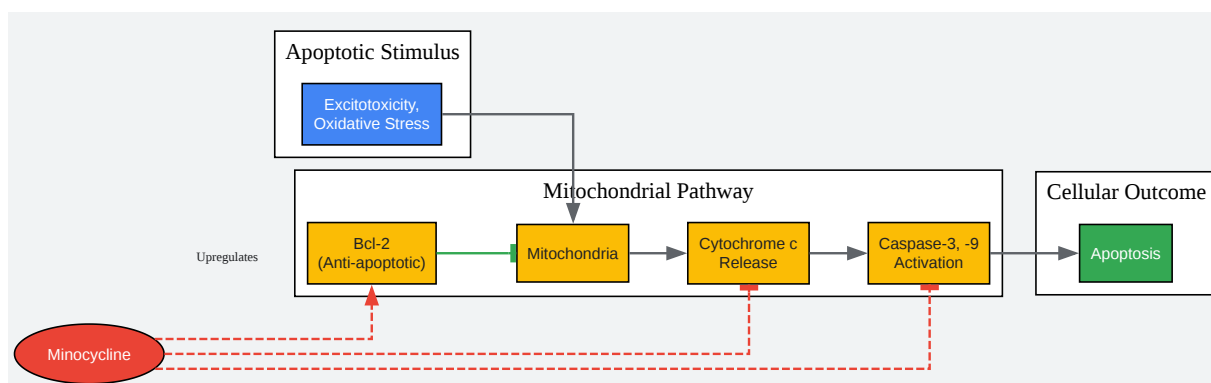 Apoptotic Stimulus
Excitotoxicity,
Oxidative Stress
Mitochondrial Pathway
Cellular Outcome
Bcl-2
(Anti-apoptotic)
Mitochondria
Cytochrome c
Release
Caspase-3, -9
Activation
Apoptosis
Upregulates
Minocycline